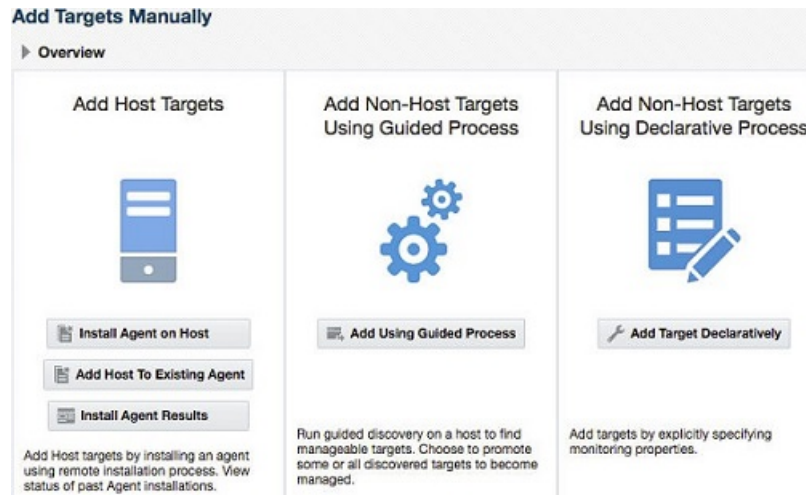 Add Targets Manually
Overview
Add Host Targets
Install Agent on Host
Add Host To Existing Agent
Install Agent Results
Add Host targets by installing an agent
using remote installation process. View
status of past Agent installations.
Add Non-Host Targets
Using Guided Process
Add Using Guided Process
Run guided discovery on a host to find
manageable targets. Choose to promote
some or all discovered targets to become
managed.
Add Non-Host Targets
Using Declarative Process
Add Target Declaratively
Add targets by explicitly specifying
monitoring properties.